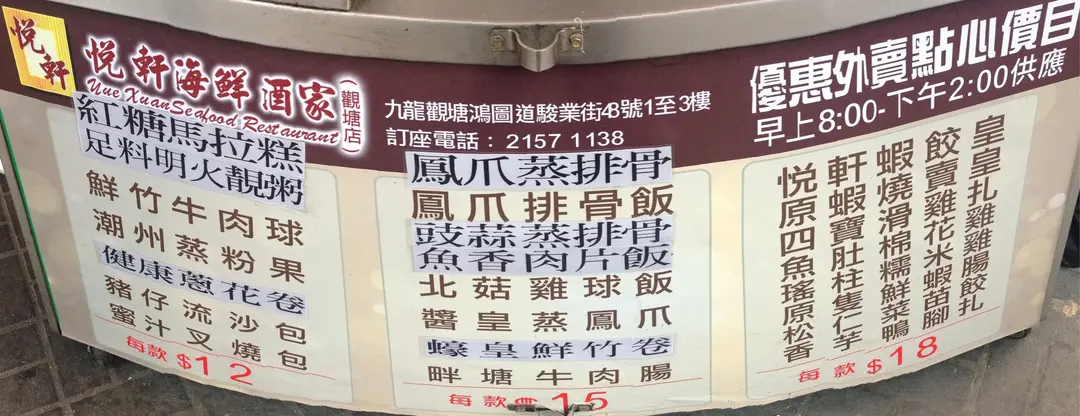 悦軒
悦軒海鮮酒家
(觀塘店)
Yue Xuan Seafood Restaurant
九龍觀塘鴻圖道駿業街48號1至3樓
訂座電話：2157 1138
優惠外賣點心價目
早上8:00-下午2:00供應
紅糖馬拉糕
足料明火靚粥
鮮竹牛肉球
潮州蒸粉果
健康蔥花卷
豬仔流沙包
蜜汁叉燒包
每款$12
鳳爪蒸排骨
鳳爪排骨飯
豉蒜蒸排骨
魚香肉片飯
北菇雞球飯
醬皇蒸鳳爪
蠔皇鮮竹卷
畔塘牛肉腸
每款$15
悦軒蝦餃皇
原蝦燒賣皇
四寶滑雞扎
魚肚棉花雞
瑤柱糯米雞
原隻鮮蝦腸
松仁菜苗餃
香芋鴨腳扎
每款$18